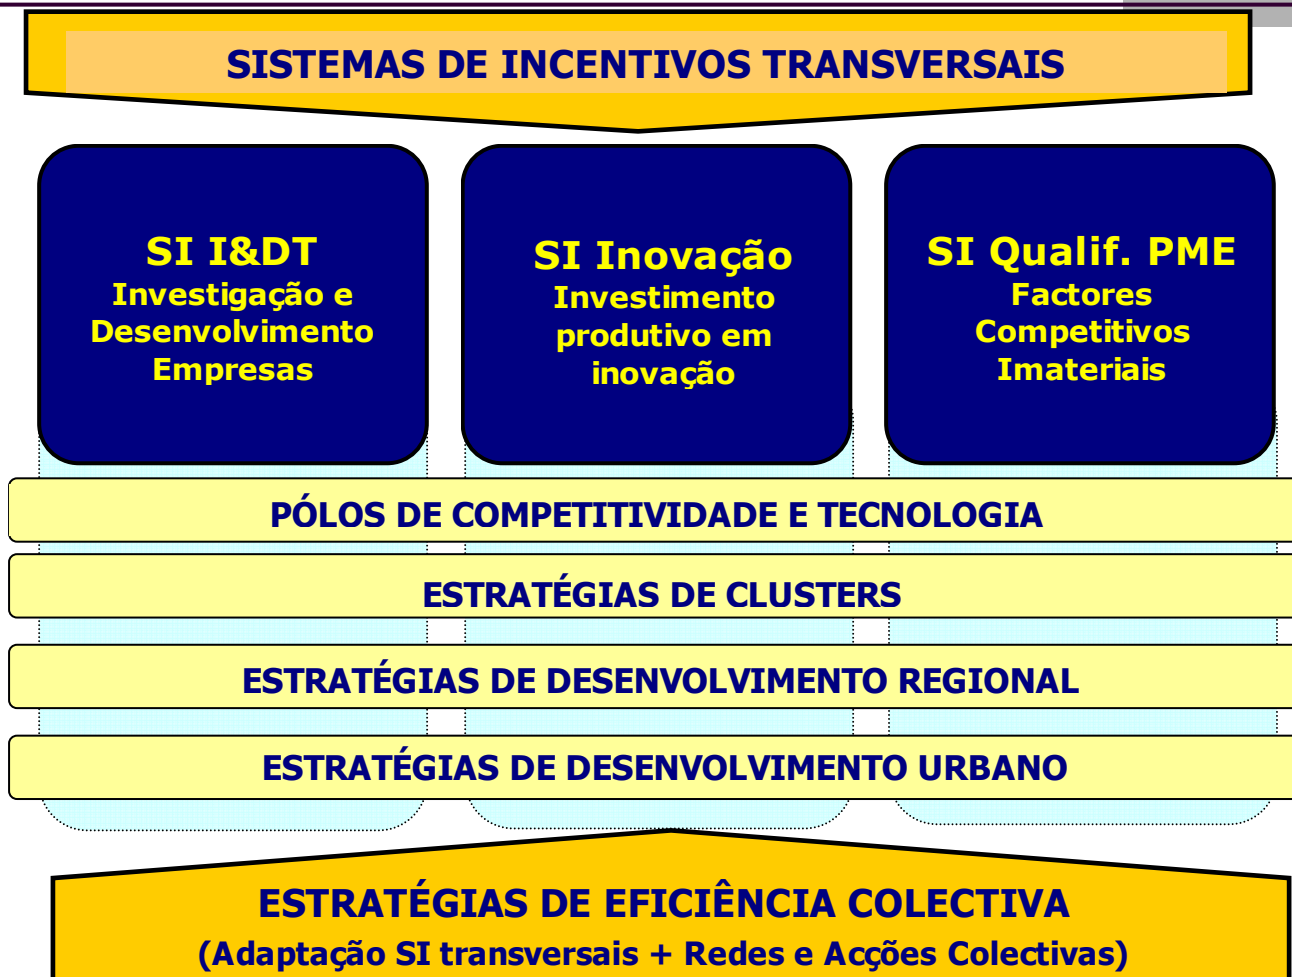 SISTEMAS DE INCENTIVOS TRANSVERSAIS
SI I&DT
Investigação e
Desenvolvimento
Empresas
SI Inovação
Investimento
produtivo em
inovação
SI Qualif. PME
Factores
Competitivos
Imateriais
PÓLOS DE COMPETITIVIDADE E TECNOLOGIA
ESTRATÉGIAS DE CLUSTERS
ESTRATÉGIAS DE DESENVOLVIMENTO REGIONAL
ESTRATÉGIAS DE DESENVOLVIMENTO URBANO
ESTRATÉGIAS DE EFICIÊNCIA COLECTIVA
(Adaptação SI transversais + Redes e Acções Colectivas)